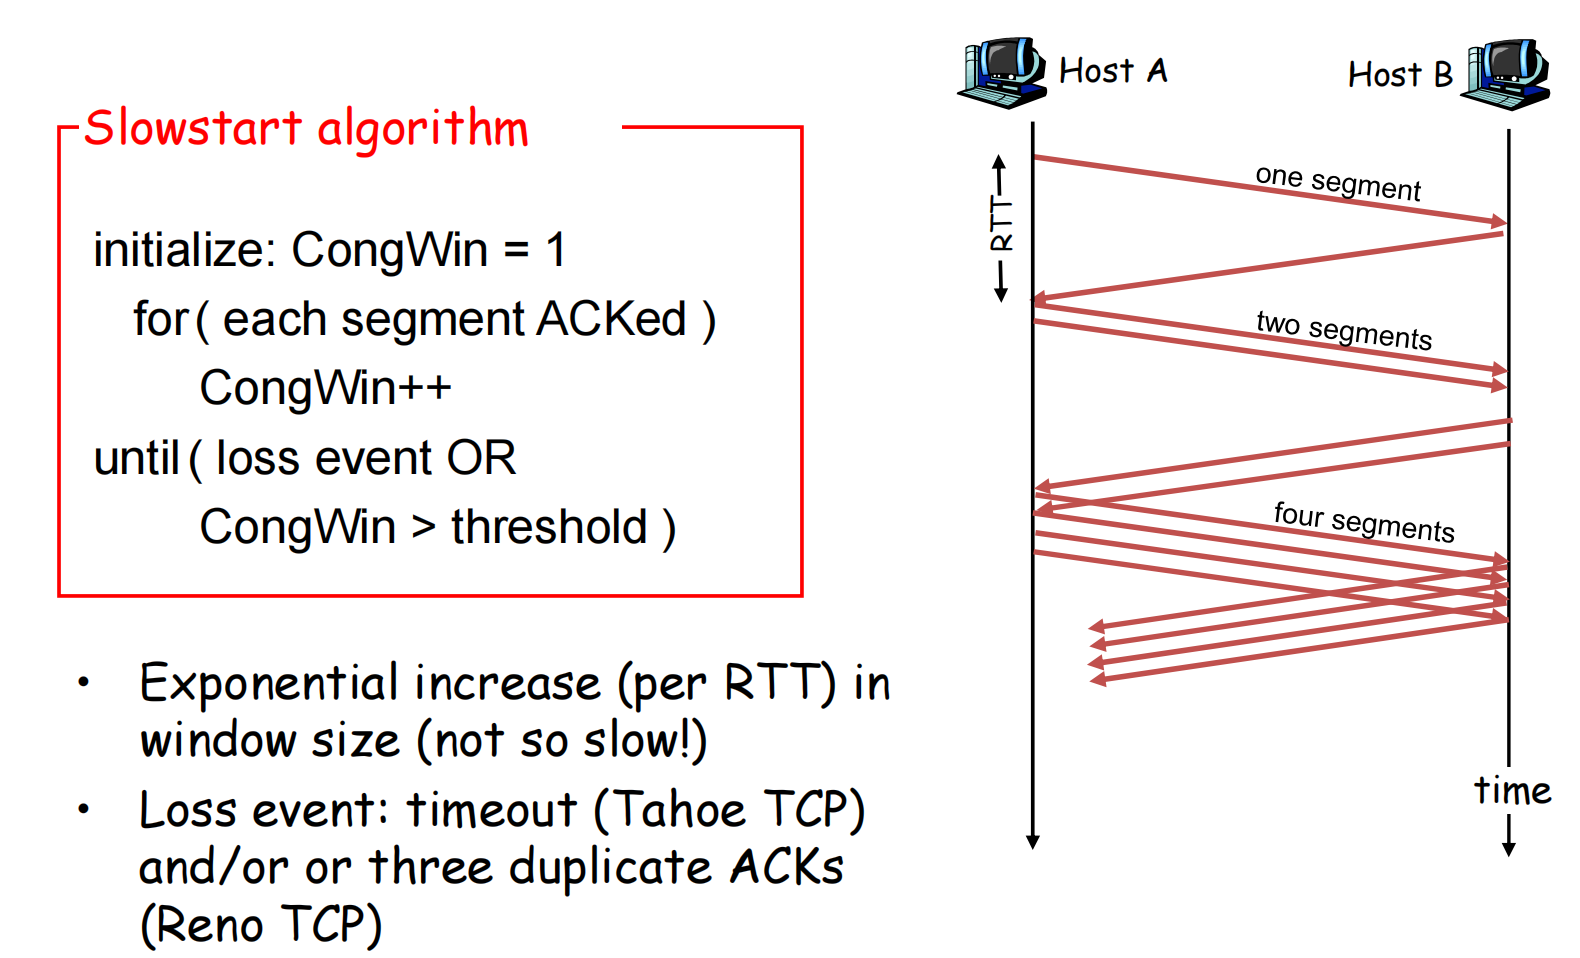 Slowstart algorithm
initialize: CongWin = 1
for ( each segment ACKed )
CongWin++
until ( loss event OR
CongWin > threshold )
• Exponential increase (per RTT) in
window size (not so slow!)
• Loss event: timeout (Tahoe TCP)
and/or or three duplicate ACKs
(Reno TCP)
Host A
Host B
RTT
one segment
two segments
four segments
time